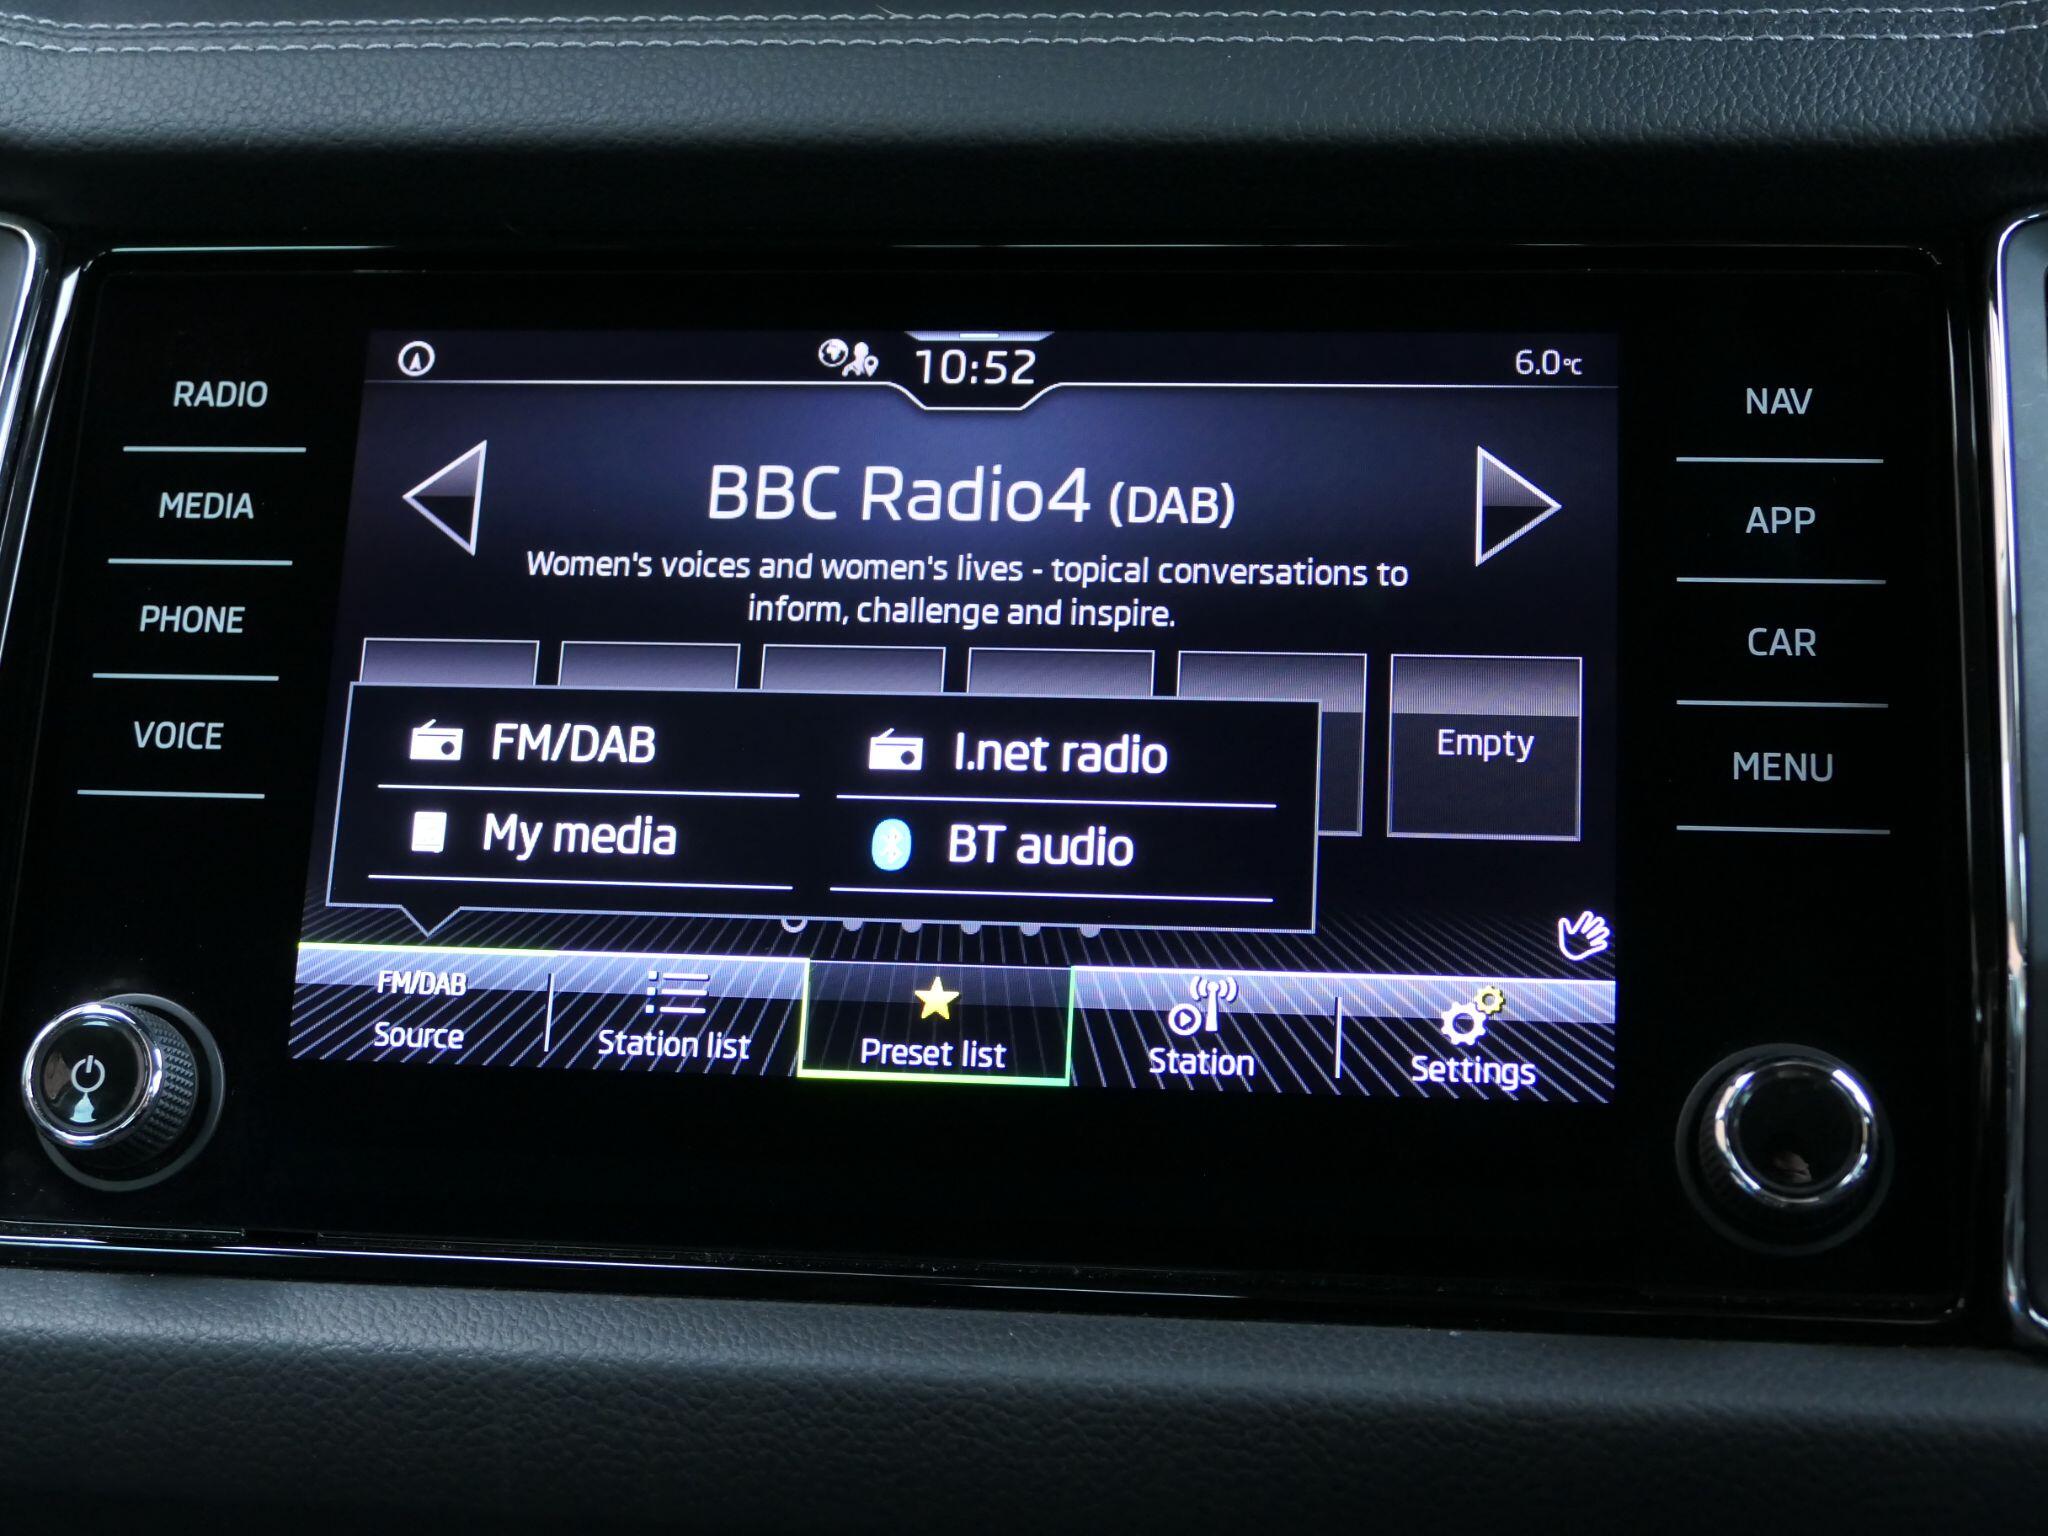 10:52
6.0°C
RADIO
MEDIA
PHONE
VOICE
BBC Radio4 (DAB)
Women's voices and women's lives - topical conversations to
inform, challenge and inspire.
Empty
FM/DAB
I.net radio
My media
BT audio
FM/DAB
Source
Station list
Preset list
Station
Settings
NAV
APP
CAR
MENU